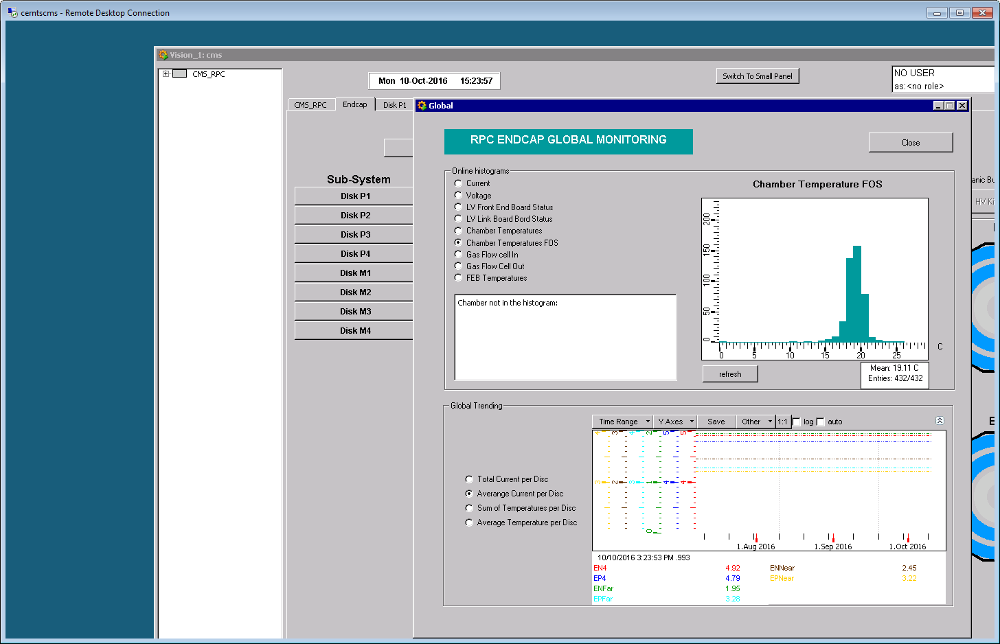 cerntscms - Remote Desktop Connection
Vision_1: cms
CMS_RPC
Mon 10-Oct-2016 15:23:57
Switch To Small Panel
NO USER
as:<no role>
CMS_RPC Endcap Disk P1
Global
RPC ENDCAP GLOBAL MONITORING
Close
Sub-System
Disk P1
Disk P2
Disk P3
Disk P4
Disk M1
Disk M2
Disk M3
Disk M4
Online histograms
Current
Voltage
LV Front End Board Status
LV Link Board Bord Status
Chamber Temperatures
Chamber Temperatures FOS
Gas Flow cell In
Gas Flow Cell Out
FEB Temperatures
Chamber not in the histogram:
Chamber Temperature FOS
200
150
100
50
0
0 5 10 15 20 25
C
refresh
Mean: 19.11 C
Entries: 432/432
anic Bu
HV Ki
Global Trending
Time Range Y Axes Save Other 1:1 log auto
Total Current per Disc
Averange Current per Disc
Sum of Temperatures per Disc
Average Temperature per Disc
4 3 4 2 5 5
3 2 3 1 4 4
0
1.Aug 2016 1.Sep 2016 1.Oct 2016
10/10/2016 3:23:53 PM .993
EN4 4.92 ENNear 2.45
EP4 4.79 EPNear 3.22
ENFar 1.95
EPFar 3.28